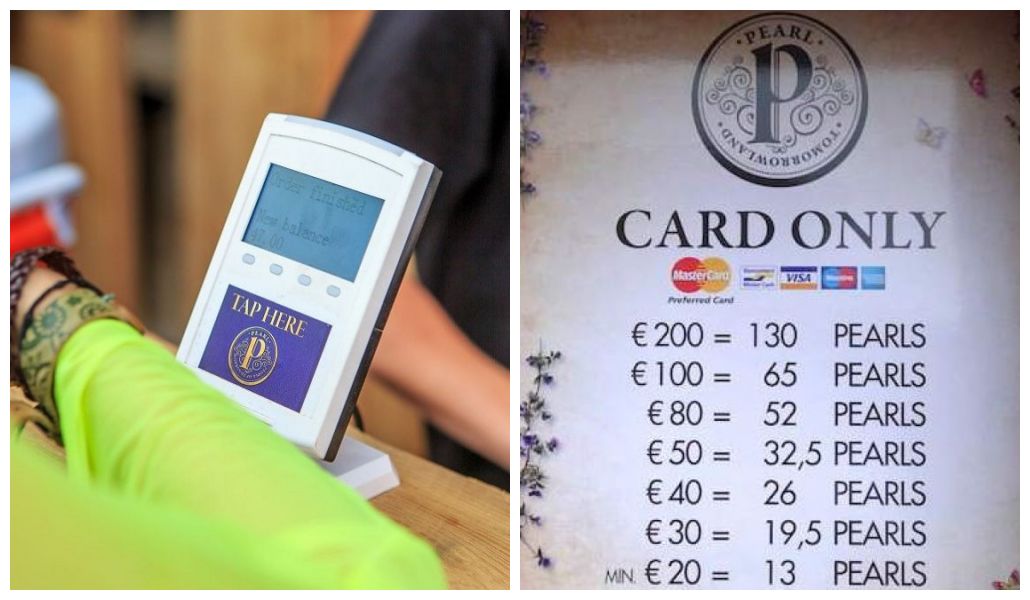 Order finished
New balance
47.00
TAP HERE
PEARL
P
PEARL
P
TOMORROWLAND
CARD ONLY
MasterCard
VISA
Preferred Card
€ 200 = 130 PEARLS
€ 100 = 65 PEARLS
€ 80 = 52 PEARLS
€ 50 = 32,5 PEARLS
€ 40 = 26 PEARLS
€ 30 = 19,5 PEARLS
MIN. € 20 = 13 PEARLS